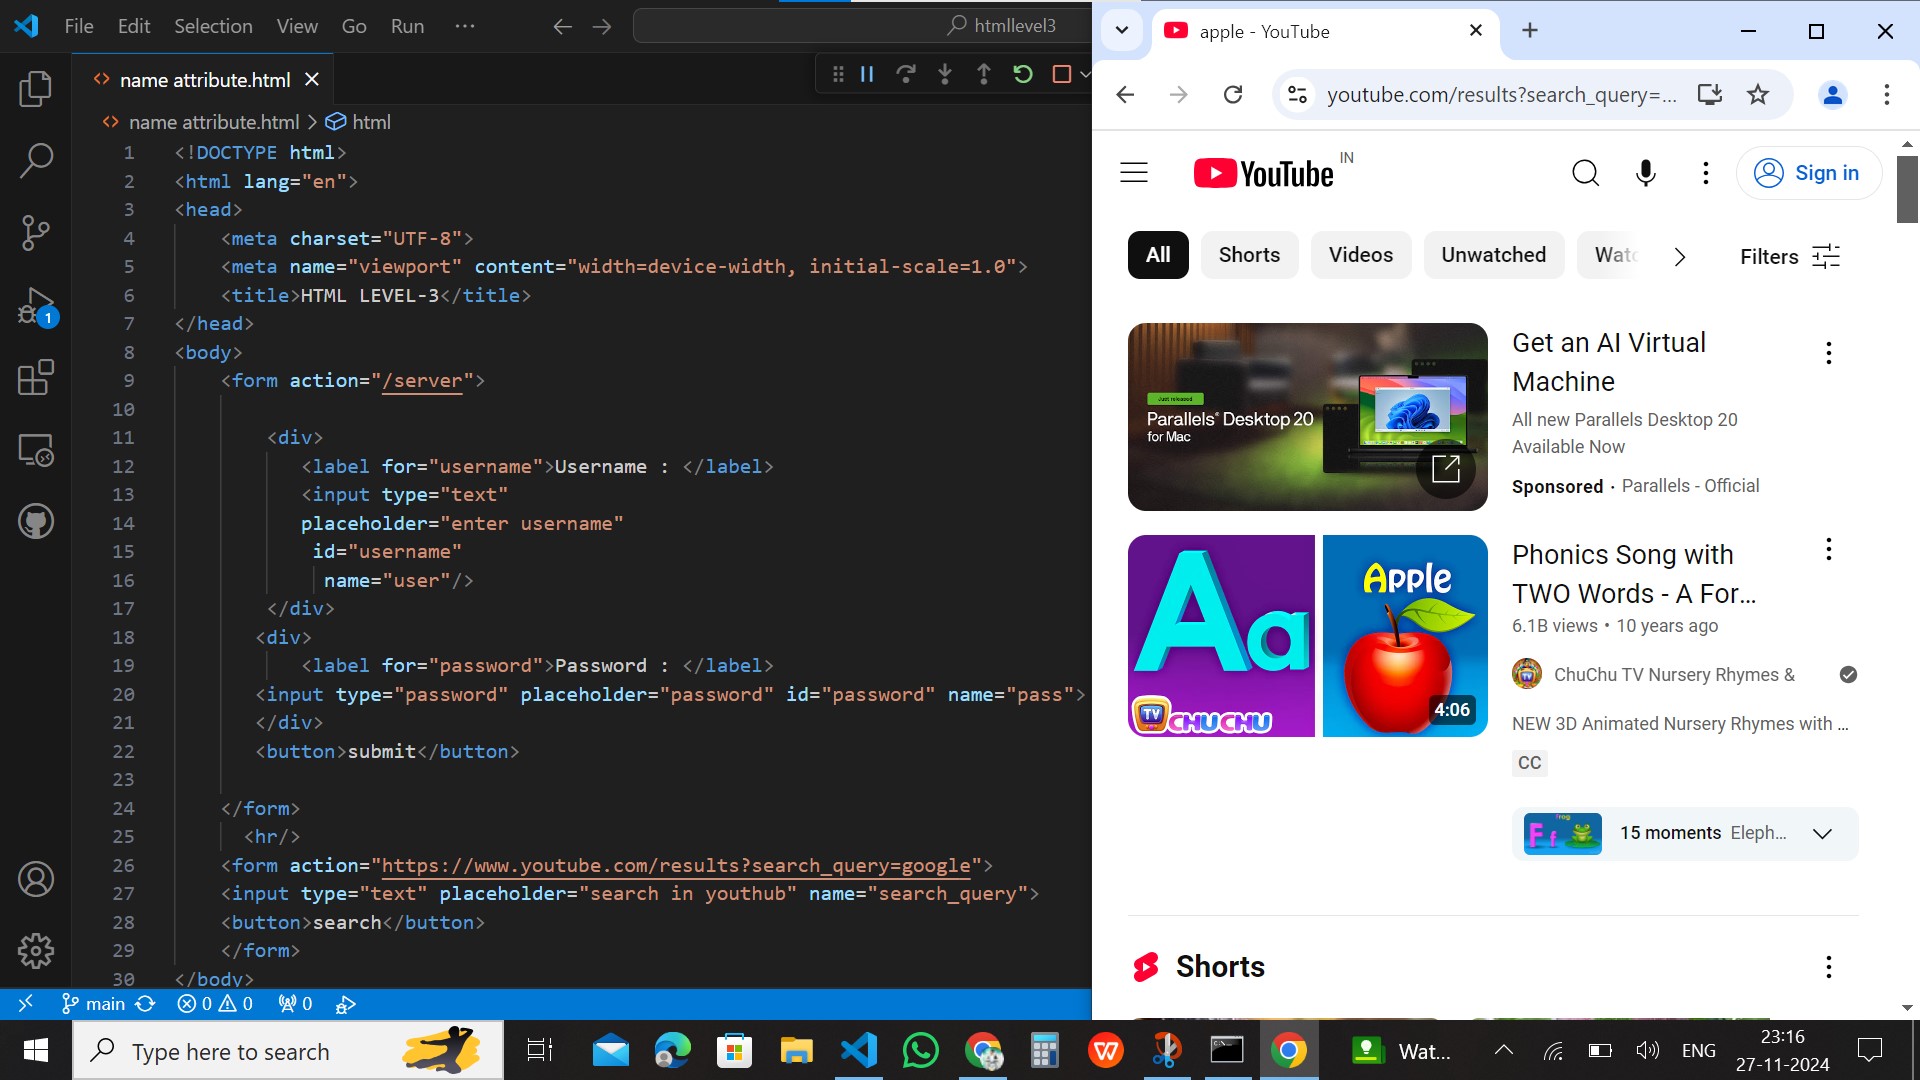 File Edit Selection View Go Run ···
htmllevel3
name attribute.html
name attribute.html > html
1 <!DOCTYPE html>
2 <html lang="en">
3 <head>
4 <meta charset="UTF-8">
5 <meta name="viewport" content="width=device-width, initial-scale=1.0">
6 <title>HTML LEVEL-3</title>
7 </head>
8 <body>
9 <form action="/server">
10
11 <div>
12 <label for="username">Username : </label>
13 <input type="text"
14 placeholder="enter username"
15 id="username"
16 name="user"/>
17 </div>
18 <div>
19 <label for="password">Password : </label>
20 <input type="password" placeholder="password" id="password" name="pass">
21 </div>
22 <button>submit</button>
23
24 </form>
25 <hr/>
26 <form action="https://www.youtube.com/results?search_query=google">
27 <input type="text" placeholder="search in youthub" name="search_query">
28 <button>search</button>
29 </form>
30 </body>
1
main 0 0 0
apple - YouTube
youtube.com/results?search_query=...
YouTube IN
Sign in
All Shorts Videos Unwatched Watc
Filters
Just released
Parallels® Desktop 20
for Mac
Get an AI Virtual
Machine
All new Parallels Desktop 20
Available Now
Sponsored · Parallels - Official
Aa
TV CHUCHU
Apple
4:06
Phonics Song with
TWO Words - A For...
6.1B views • 10 years ago
ChuChu TV Nursery Rhymes &
NEW 3D Animated Nursery Rhymes with ...
CC
frog
F f
15 moments Eleph...
Shorts
Type here to search
Wat...
ENG
23:16
27-11-2024